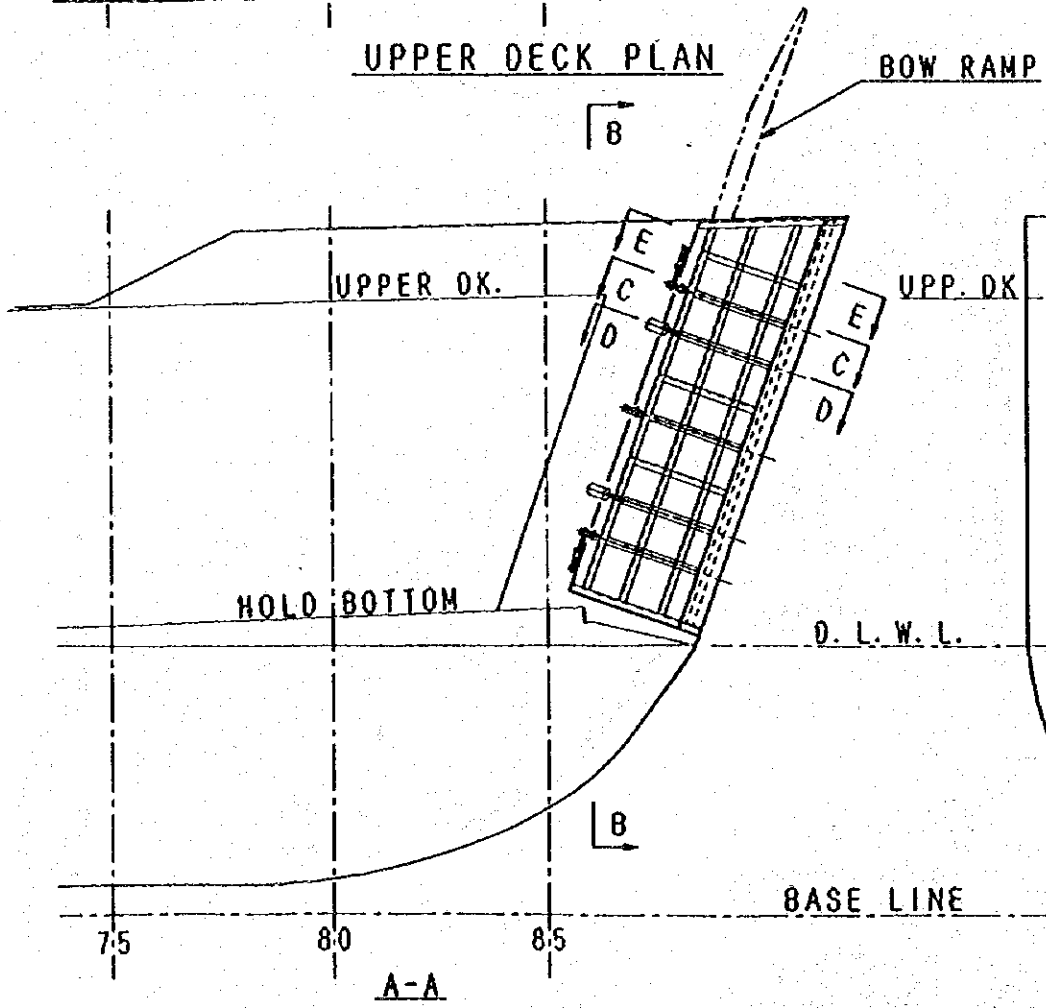 UPPER DECK PLAN
BOW RAMP
B
E
C
D
UPPER DK.
UPP. DK
E
C
D
HOLD BOTTOM
D. L. W. L.
B
BASE LINE
75 80 85
A-A